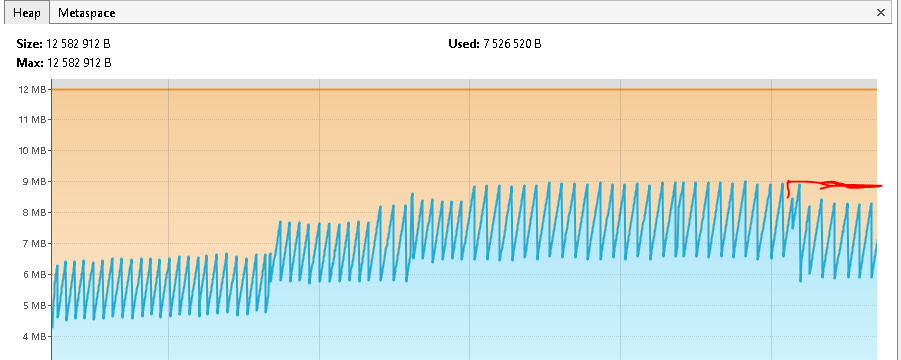 Heap Metaspace ×
Size: 12 582 912 B Used: 7 526 520 B
Max: 12 582 912 B
12 MB
11 MB
10 MB
9 MB
8 MB
7 MB
6 MB
5 MB
4 MB